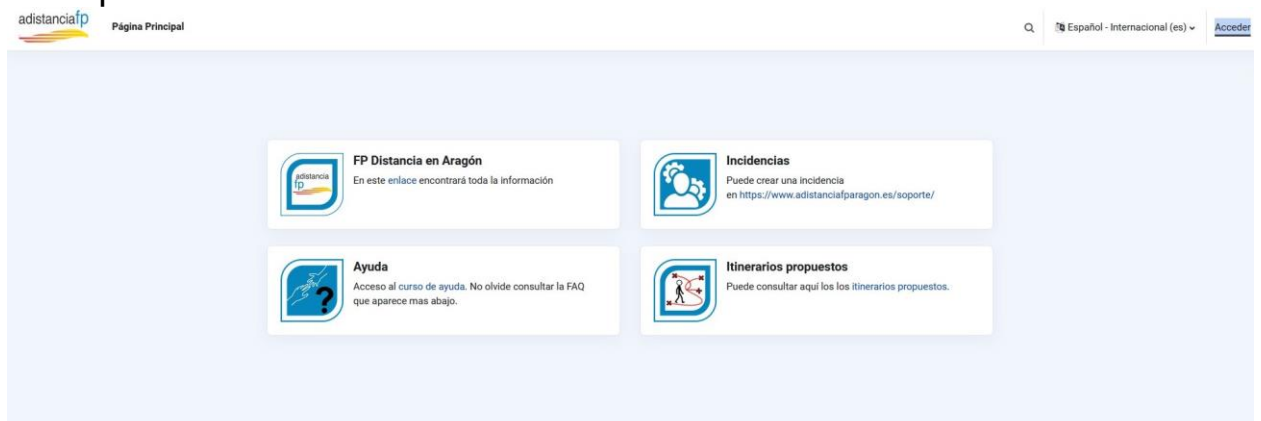 adistanciafp
Página Principal
Español - Internacional (es)
Acceder
adistancia
fp
FP Distancia en Aragón
En este enlace encontrará toda la información
Incidencias
Puede crear una incidencia
en https://www.adistanciafparagon.es/soporte/
Ayuda
Acceso al curso de ayuda. No olvide consultar la FAQ
que aparece mas abajo.
Itinerarios propuestos
Puede consultar aquí los los itinerarios propuestos.